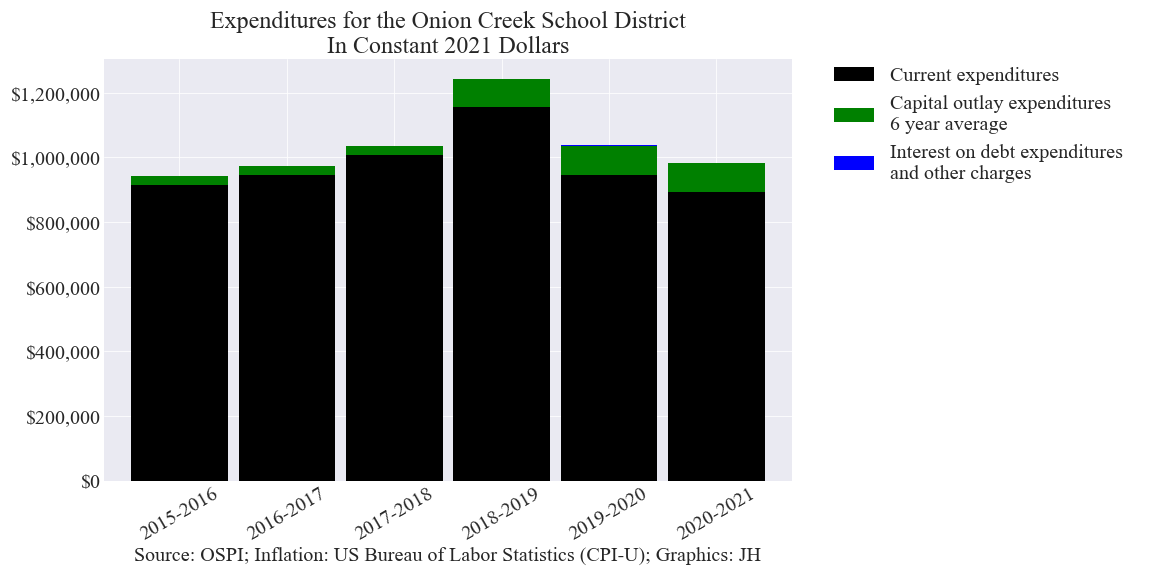 Expenditures for the Onion Creek School District
In Constant 2021 Dollars
$1,200,000
$1,000,000
$800,000
$600,000
$400,000
$200,000
$0
2015-2016
2016-2017
2017-2018
2018-2019
2019-2020
2020-2021
Source: OSPI; Inflation: US Bureau of Labor Statistics (CPI-U); Graphics: JH
Current expenditures
Capital outlay expenditures
6 year average
Interest on debt expenditures
and other charges